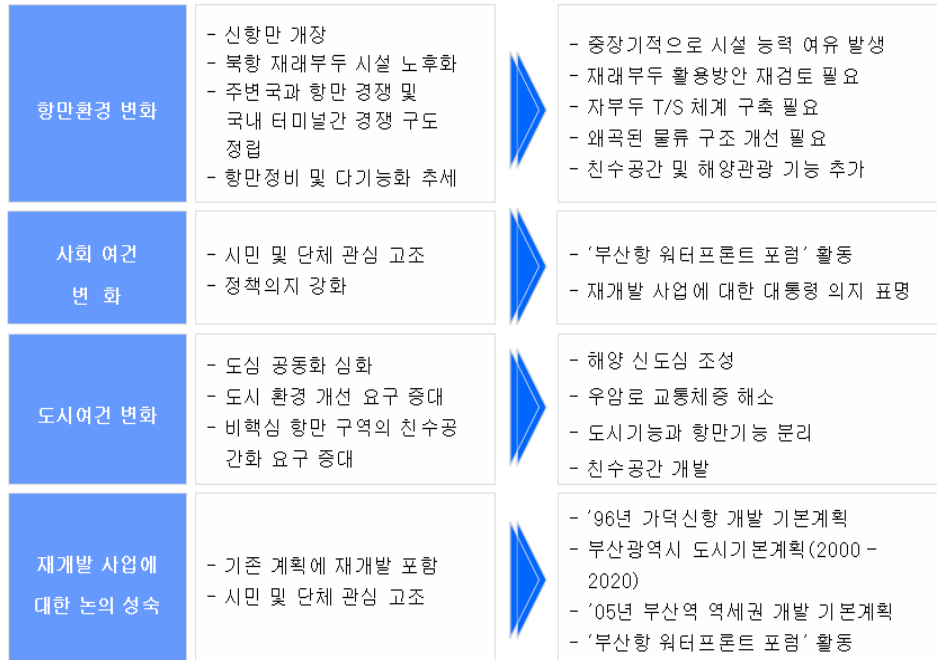 항만환경 변화
- 신항만 개장
- 북항 재래부두 시설 노후화
- 주변국과 항만 경쟁 및
국내 터미널간 경쟁 구도
정립
- 항만정비 및 다기능화 추세
- 중장기적으로 시설 능력 여유 발생
- 재래부두 활용방안 재검토 필요
- 자부두 T/S 체계 구축 필요
- 왜곡된 물류 구조 개선 필요
- 친수공간 및 해양관광 기능 추가
사회 여건
변 화
- 시민 및 단체 관심 고조
- 정책의지 강화
- '부산항 워터프론트 포럼' 활동
- 재개발 사업에 대한 대통령 의지 표명
도시여건 변화
- 도심 공동화 심화
- 도시 환경 개선 요구 증대
- 비핵심 항만 구역의 친수공
간화 요구 증대
- 해양 신도심 조성
- 우암로 교통체증 해소
- 도시기능과 항만기능 분리
- 친수공간 개발
재개발 사업에
대한 논의 성숙
- 기존 계획에 재개발 포함
- 시민 및 단체 관심 고조
- '96년 가덕신항 개발 기본계획
- 부산광역시 도시기본계획(2000 -
2020)
- '05년 부산역 역세권 개발 기본계획
- '부산항 워터프론트 포럼' 활동